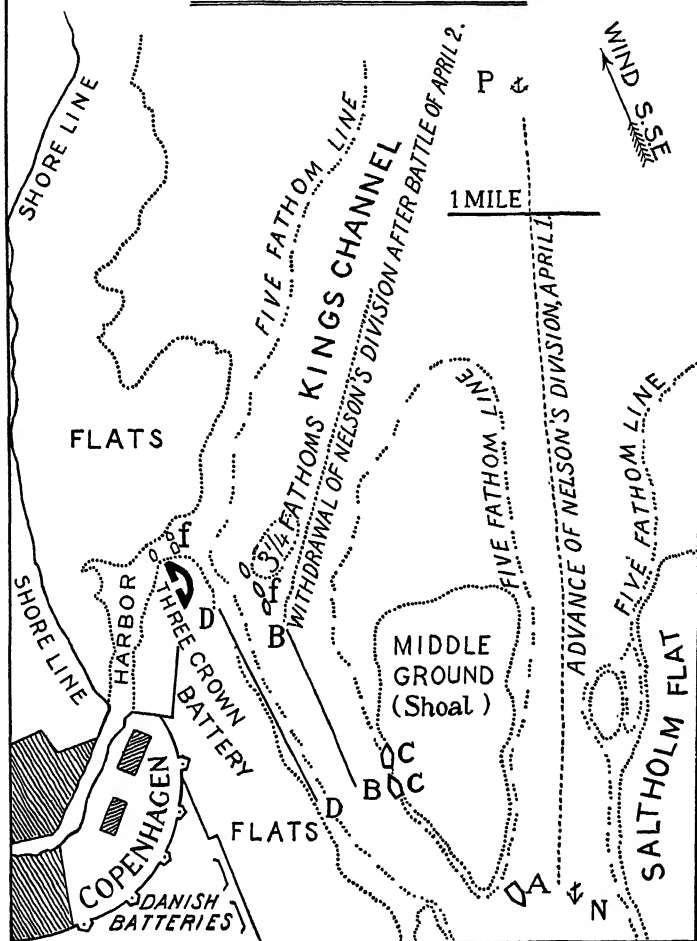 WIND S.S.E
P
SHORE LINE
FIVE FATHOM LINE
KINGS CHANNEL
WITHDRAWAL OF NELSON'S DIVISION AFTER BATTLE OF APRIL 2.
1 MILE
ADVANCE OF NELSON'S DIVISION, APRIL 1.
FIVE FATHOM LINE
FIVE FATHOM LINE
FLATS
3¼ FATHOMS
f
f
SHORE LINE
HARBOR
THREE CROWN
BATTERY
D
B
MIDDLE
GROUND
(Shoal)
SALTHOLM FLAT
C
C
B
D
FLATS
COPENHAGEN
DANISH
BATTERIES
A
N